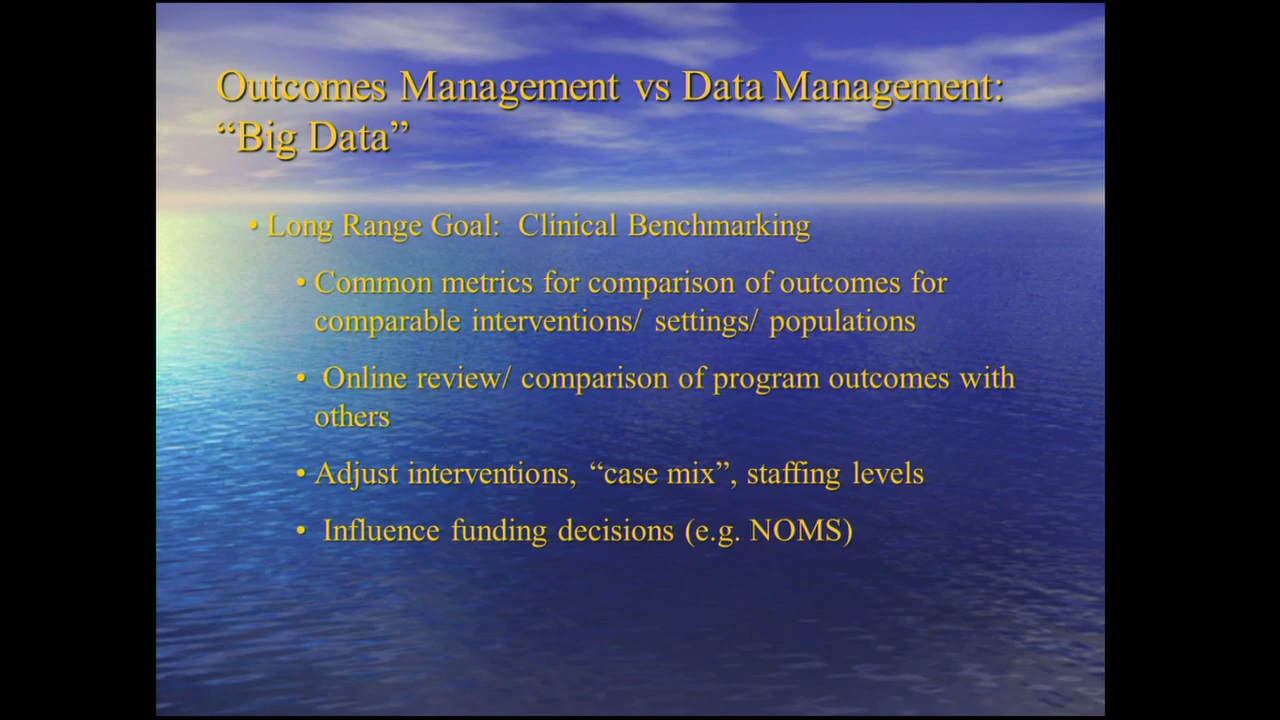 Outcomes Management vs Data Management:
“Big Data”
• Long Range Goal: Clinical Benchmarking
• Common metrics for comparison of outcomes for
comparable interventions/ settings/ populations
• Online review/ comparison of program outcomes with
others
• Adjust interventions, “case mix”, staffing levels
• Influence funding decisions (e.g. NOMS)